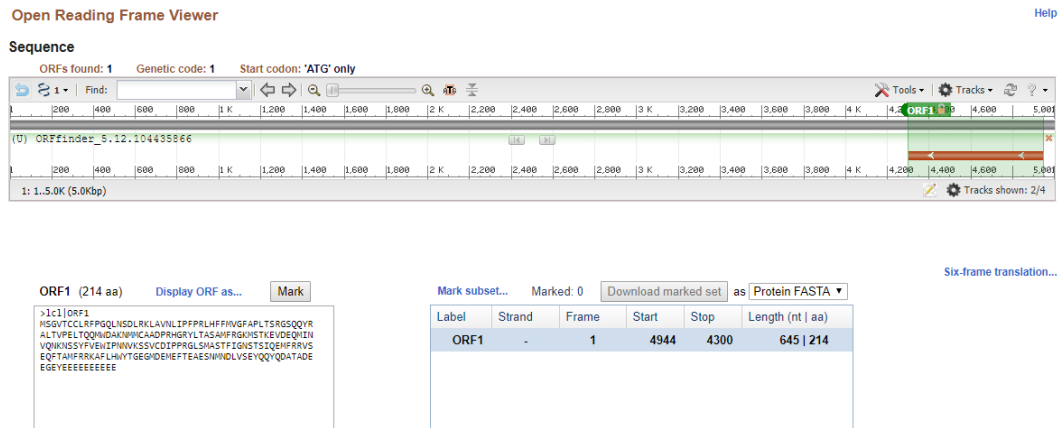 Open Reading Frame Viewer
Help
Sequence
ORFs found: 1 Genetic code: 1 Start codon: 'ATG' only
1 Find: Tools Tracks ?
1 200 400 600 800 1 K 1,200 1,400 1,600 1,800 2 K 2,200 2,400 2,600 2,800 3 K 3,200 3,400 3,600 3,800 4 K 4,2 ORF1 4,600 5,001
(U) ORFfinder_5.12.104435866
1 200 400 600 800 1 K 1,200 1,400 1,600 1,800 2 K 2,200 2,400 2,600 2,800 3 K 3,200 3,400 3,600 3,800 4 K 4,200 4,400 4,600 5,001
1: 1..5.0K (5.0Kbp) Tracks shown: 2/4
Six-frame translation...
ORF1 (214 aa) Display ORF as... Mark
Mark subset... Marked: 0 Download marked set as Protein FASTA
>lcl|ORF1
MSGVTCCLRFPGQLNSDLRKLAVNLIPFPRLHFFMVGFAPLTSRGSQQYR
ALTVPELTQQMWDAKNMMCAADPRHGRYLTASAMFRGKMSTKEVDEQMIN
VQNKNSSYFVEWIPNNVKSSVCDIPPRGLSMASTFIGNSTSIQEMFRRVS
EQFTAMFRRKAFLHWYTGEGMDEMEFTEAESNMNDLVSEYQQYQDATADE
EGEYEEEEEEEEEE
Label Strand Frame Start Stop Length (nt | aa)
ORF1 - 1 4944 4300 645 | 214